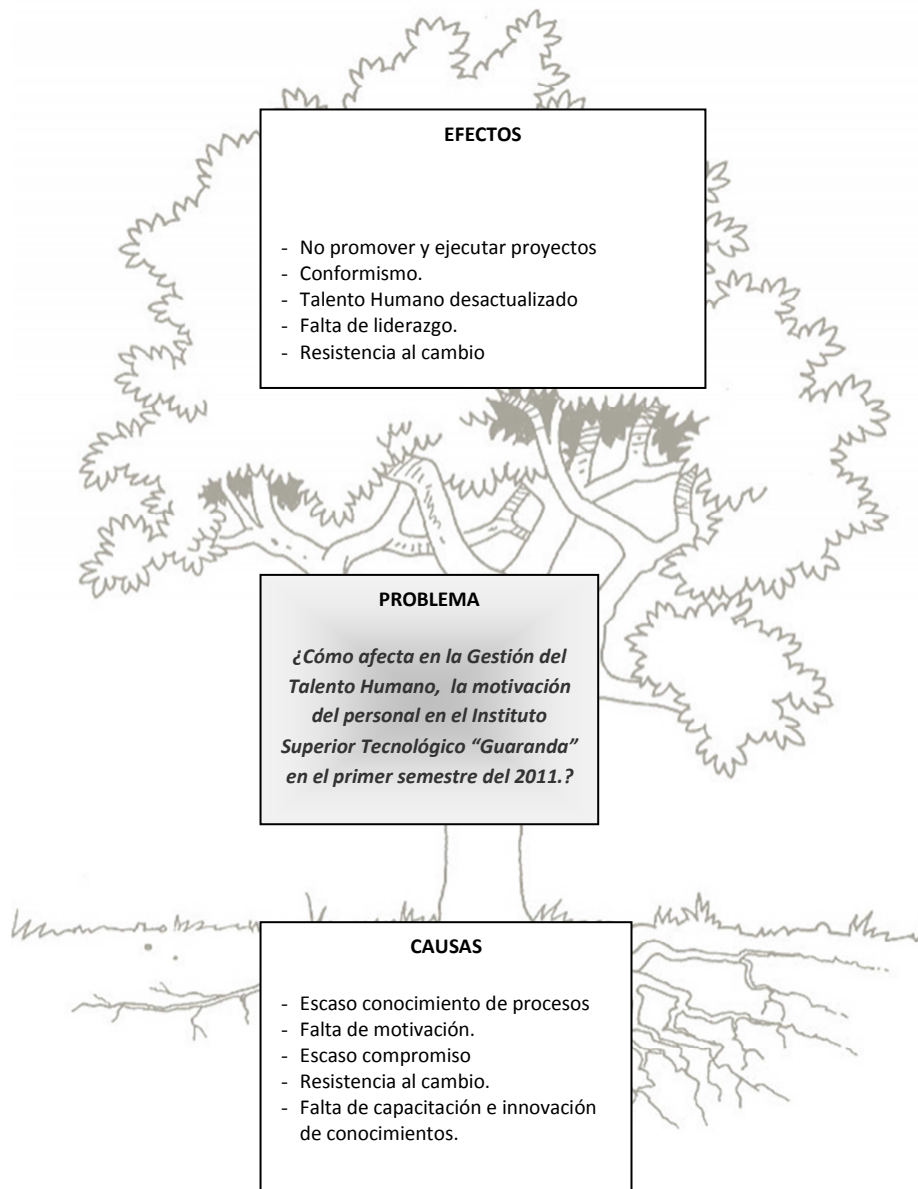 EFECTOS
- No promover y ejecutar proyectos
- Conformismo.
- Talento Humano desactualizado
- Falta de liderazgo.
- Resistencia al cambio
PROBLEMA
¿Cómo afecta en la Gestión del
Talento Humano, la motivación
del personal en el Instituto
Superior Tecnológico “Guaranda”
en el primer semestre del 2011.?
CAUSAS
- Escaso conocimiento de procesos
- Falta de motivación.
- Escaso compromiso
- Resistencia al cambio.
- Falta de capacitación e innovación
de conocimientos.